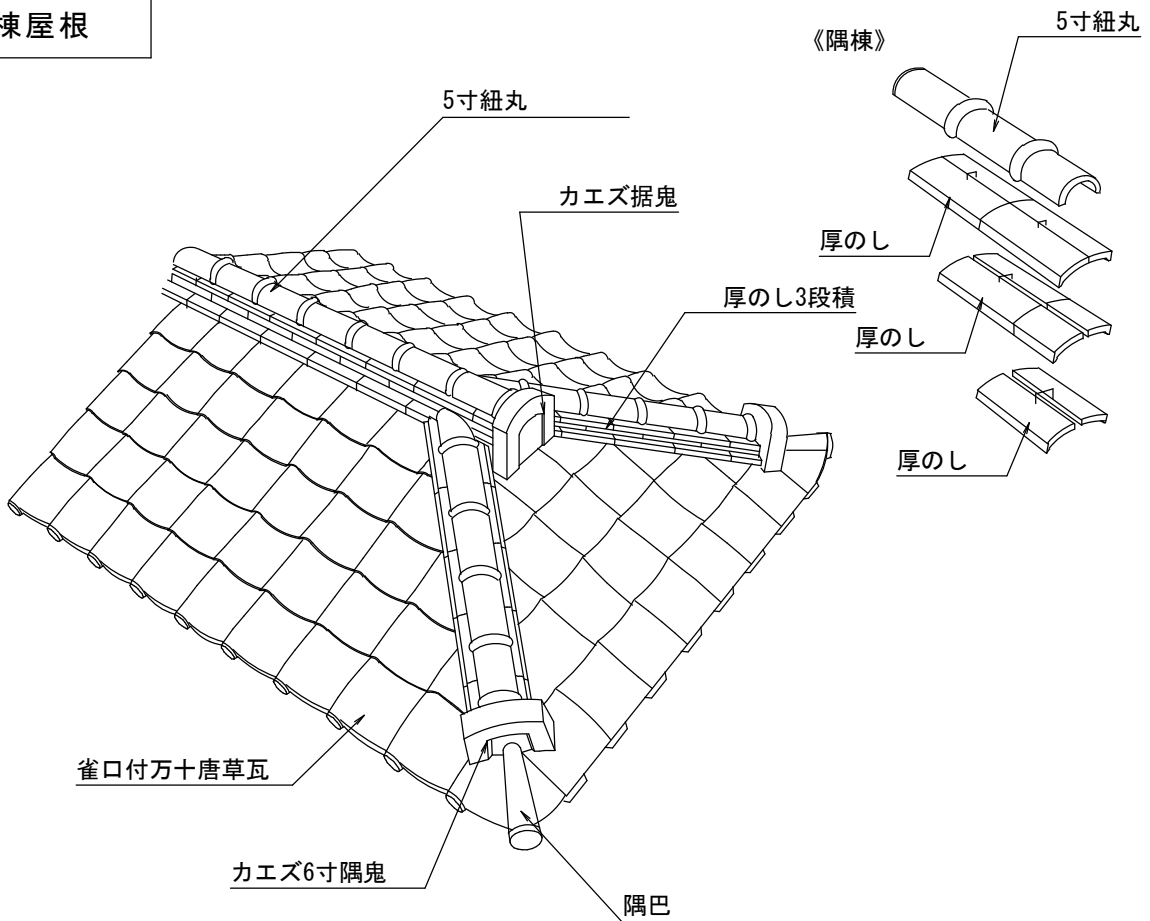 棟屋根
《隅棟》
5寸紐丸
5寸紐丸
カエズ据鬼
厚のし
厚のし3段積
厚のし
厚のし
雀口付万十唐草瓦
カエズ6寸隅鬼
隅巴